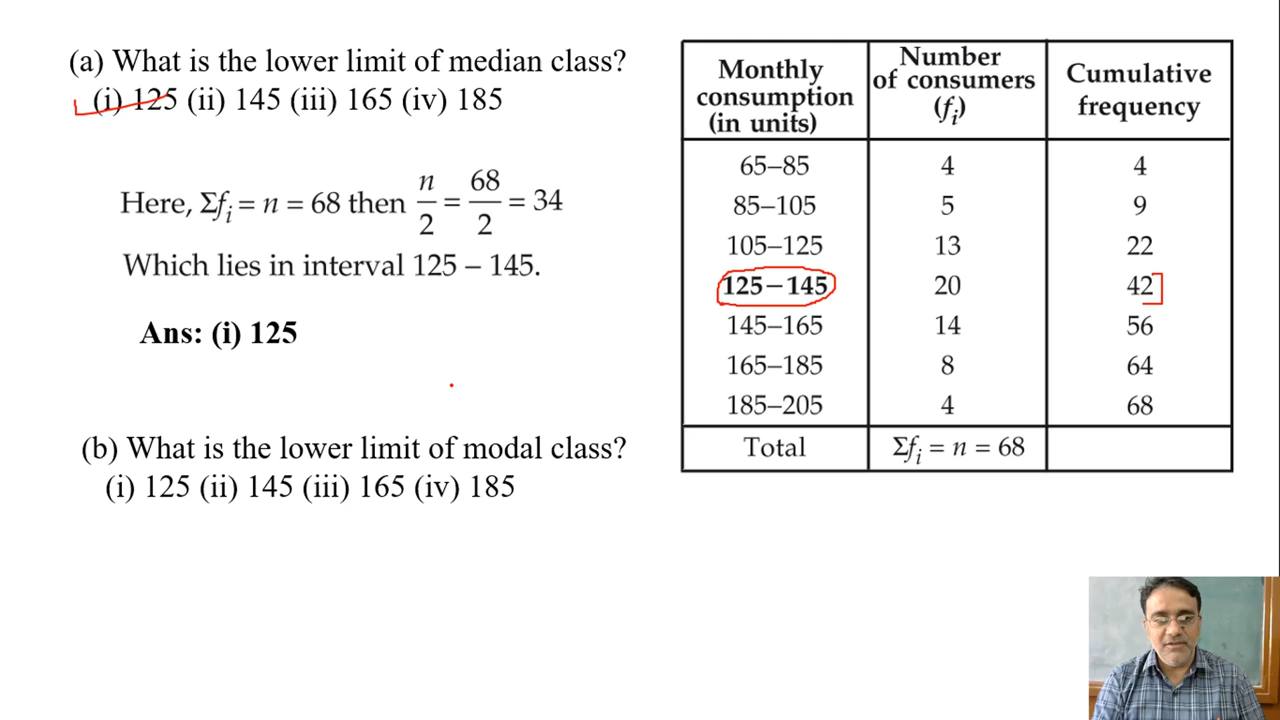 (a) What is the lower limit of median class?
(i) 125 (ii) 145 (iii) 165 (iv) 185
Here, Σfi = n = 68 then n/2 = 68/2 = 34
Which lies in interval 125 – 145.
Ans: (i) 125
(b) What is the lower limit of modal class?
(i) 125 (ii) 145 (iii) 165 (iv) 185
Monthly consumption (in units) Number of consumers (fi) Cumulative frequency
65–85 4 4
85–105 5 9
105–125 13 22
125–145 20 42
145–165 14 56
165–185 8 64
185–205 4 68
Total Σfi = n = 68